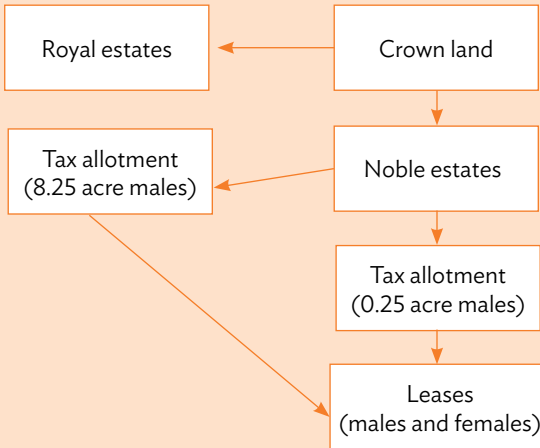 Royal estates
Crown land
Tax allotment
(8.25 acre males)
Noble estates
Tax allotment
(0.25 acre males)
Leases
(males and females)